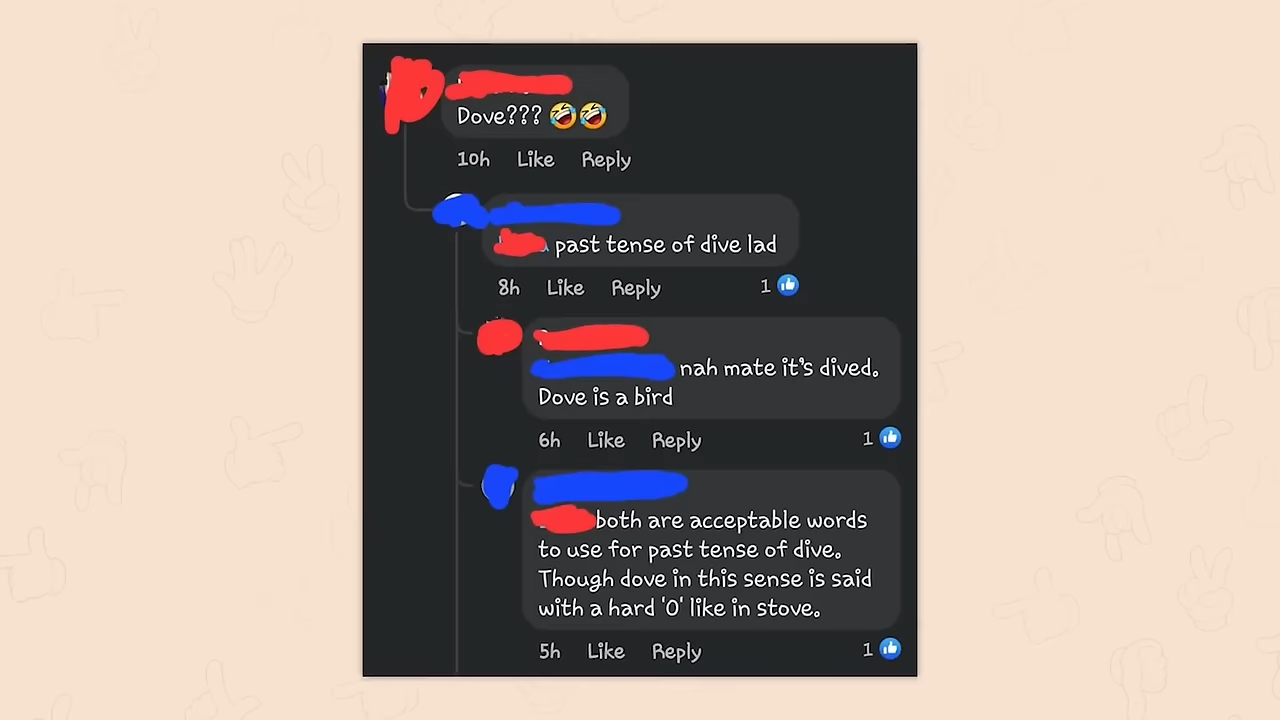 Dove??? 🤣🤣
10h Like Reply
past tense of dive lad
8h Like Reply 1
nah mate it's dived.
Dove is a bird
6h Like Reply 1
both are acceptable words
to use for past tense of dive.
Though dove in this sense is said
with a hard 'O' like in stove.
5h Like Reply 1